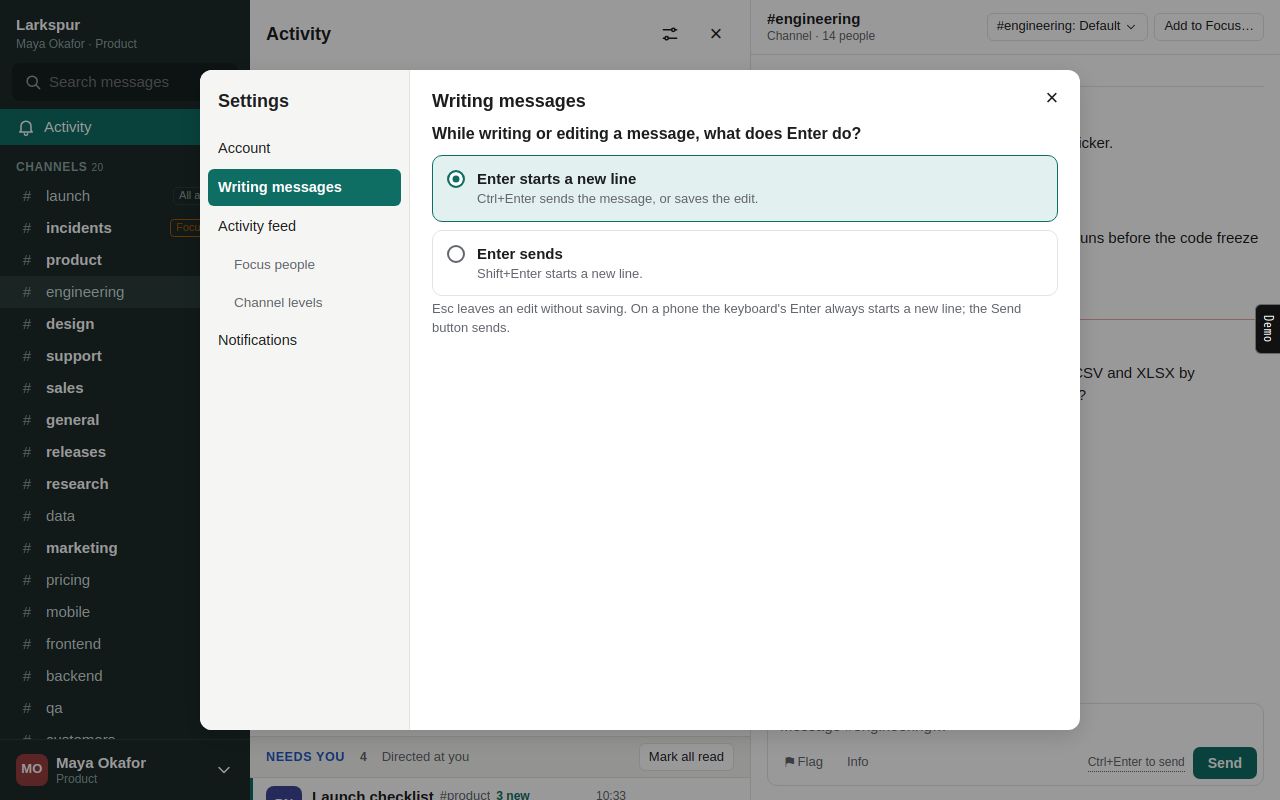 Larkspur
Maya Okafor · Product
Search messages
Activity
CHANNELS 20
# launch
# incidents
# product
# engineering
# design
# support
# sales
# general
# releases
# research
# data
# marketing
# pricing
# mobile
# frontend
# backend
# qa
MO
Maya Okafor
Product
Activity
#engineering
Channel · 14 people
#engineering: Default
Add to Focus…
Settings
Account
Writing messages
Activity feed
Focus people
Channel levels
Notifications
Writing messages
While writing or editing a message, what does Enter do?
Enter starts a new line
Ctrl+Enter sends the message, or saves the edit.
Enter sends
Shift+Enter starts a new line.
Esc leaves an edit without saving. On a phone the keyboard's Enter always starts a new line; the Send
button sends.
before the code freeze
CSV and XLSX by
?
Demo
NEEDS YOU 4 Directed at you
Mark all read
Launch checklist #product 3 new 10:33
Flag
Info
Ctrl+Enter to send
Send